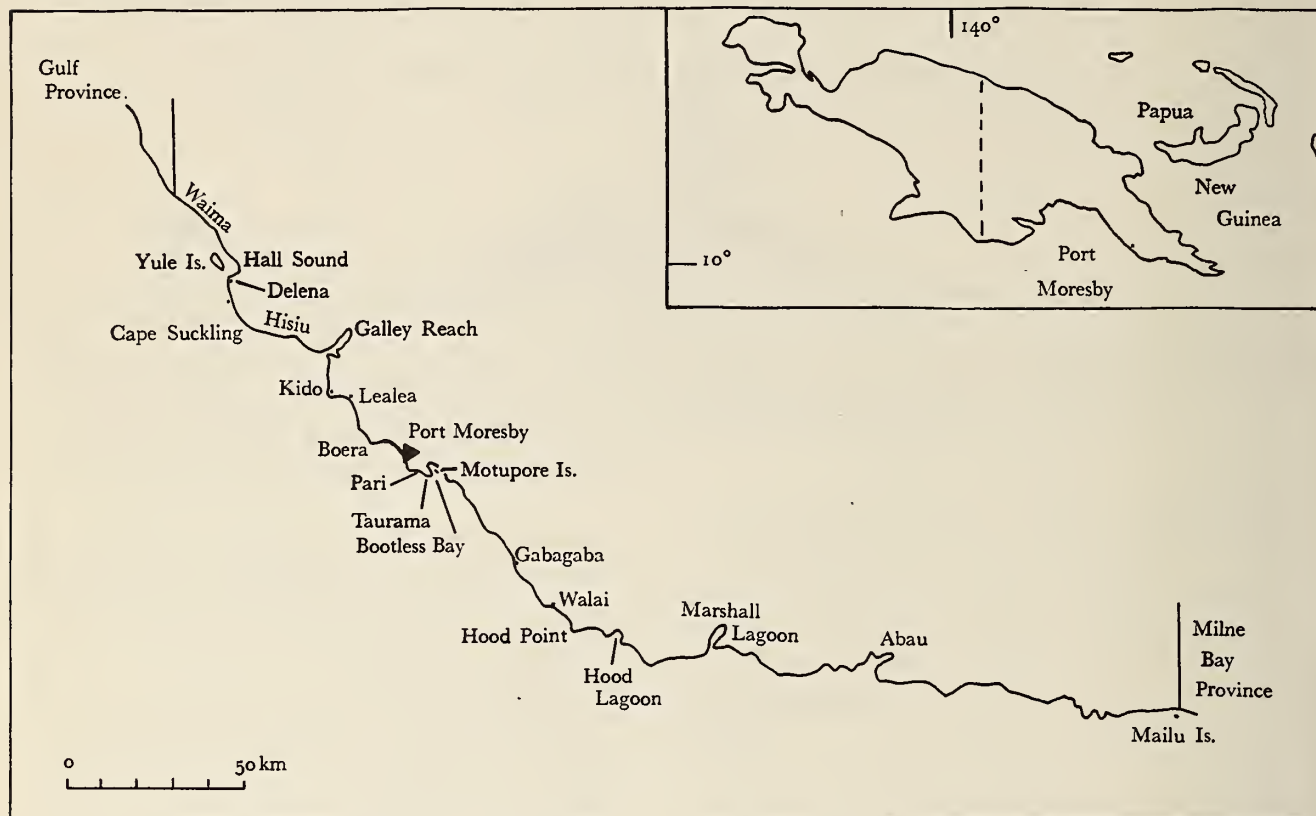 Gulf
Province.
Waima
Yule Is.
Hall Sound
Delena
Hisiu
Cape Suckling
Galley Reach
Kido
Lealea
Port Moresby
Boera
Motupore Is.
Pari
Taurama
Bootless Bay
Gabagaba
Walai
Hood Point
Hood
Lagoon
Marshall
Lagoon
Abau
Milne
Bay
Province
Mailu Is.
0 50 km
140°
Papua
New
Guinea
10°
Port
Moresby